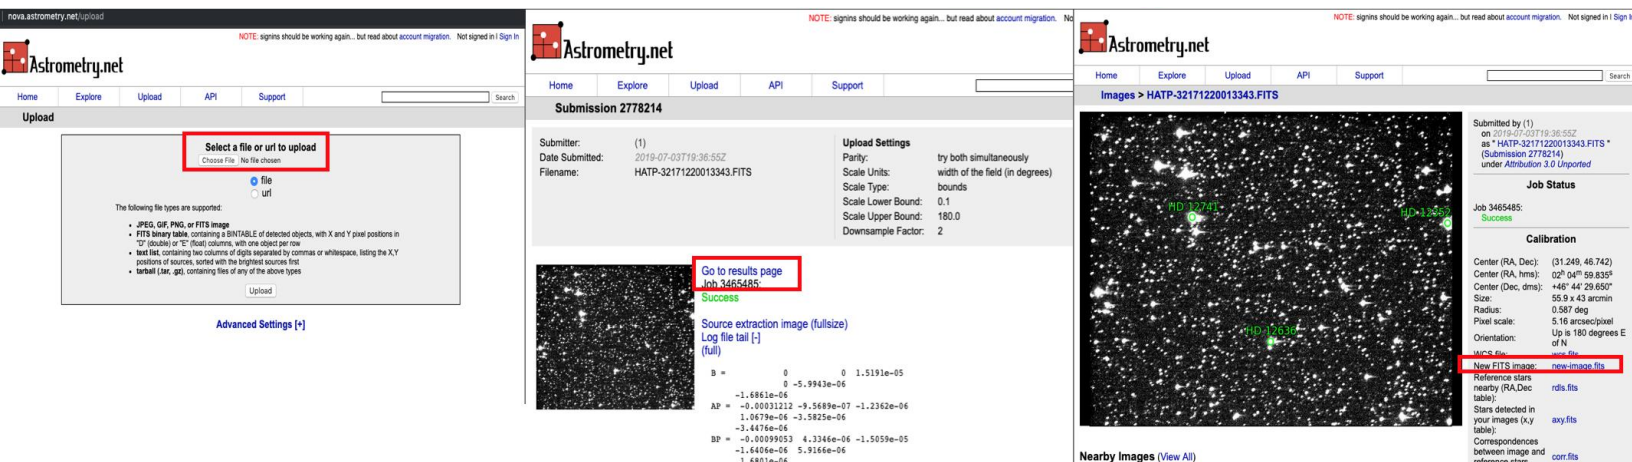 nova.astrometry.net/upload
NOTE: signins should be working again... but read about account migration. Not signed in | Sign In
Astrometry.net
Home Explore Upload API Support Search
Upload
Select a file or url to upload
Choose File No file chosen
file
url
The following file types are supported:
• JPEG, GIF, PNG, or FITS image
• FITS binary table, containing a BINTABLE of detected objects, with X and Y pixel positions in
"D" (double) or "E" (float) columns, with one object per row
• text list, containing two columns of digits separated by commas or whitespace, listing the X,Y
positions of sources, sorted with the brightest sources first
• tarball (.tar, .gz), containing files of any of the above types
Upload
Advanced Settings [+]
NOTE: signins should be working again... but read about account migration. No
Astrometry.net
Home Explore Upload API Support
Submission 2778214
Submitter: (1)
Date Submitted: 2019-07-03T19:36:55Z
Filename: HATP-32171220013343.FITS
Upload Settings
Parity: try both simultaneously
Scale Units: width of the field (in degrees)
Scale Type: bounds
Scale Lower Bound: 0.1
Scale Upper Bound: 180.0
Downsample Factor: 2
Go to results page
Job 3465485:
Success
Source extraction image (fullsize)
Log file tail [-]
(full)
B = 0 0 1.5191e-05
0 -5.9943e-06
-1.6861e-06
AP = -0.00031212 -9.5689e-07 -1.2362e-06
1.0679e-06 -3.5825e-06
-3.4476e-06
BP = -0.00099053 4.3346e-06 -1.5059e-05
-1.6406e-06 5.9166e-06
1.6801e-06
NOTE: signins should be working again... but read about account migration. Not signed in | Sign I
Astrometry.net
Home Explore Upload API Support Search
Images > HATP-32171220013343.FITS
HD 12741
HD 12352
HD 12636
Submitted by (1)
on 2019-07-03T19:36:55Z
as " HATP-32171220013343.FITS "
(Submission 2778214)
under Attribution 3.0 Unported
Job Status
Job 3465485:
Success
Calibration
Center (RA, Dec): (31.249, 46.742)
Center (RA, hms): 02h 04m 59.835s
Center (Dec, dms): +46° 44' 29.650"
Size: 55.9 x 43 arcmin
Radius: 0.587 deg
Pixel scale: 5.16 arcsec/pixel
Orientation: Up is 180 degrees E
of N
WCS file: wcs.fits
New FITS image: new-image.fits
Reference stars
nearby (RA,Dec rdls.fits
table):
Stars detected in
your images (x,y axy.fits
table):
Correspondences
between image and corr.fits
reference stars
Nearby Images (View All)